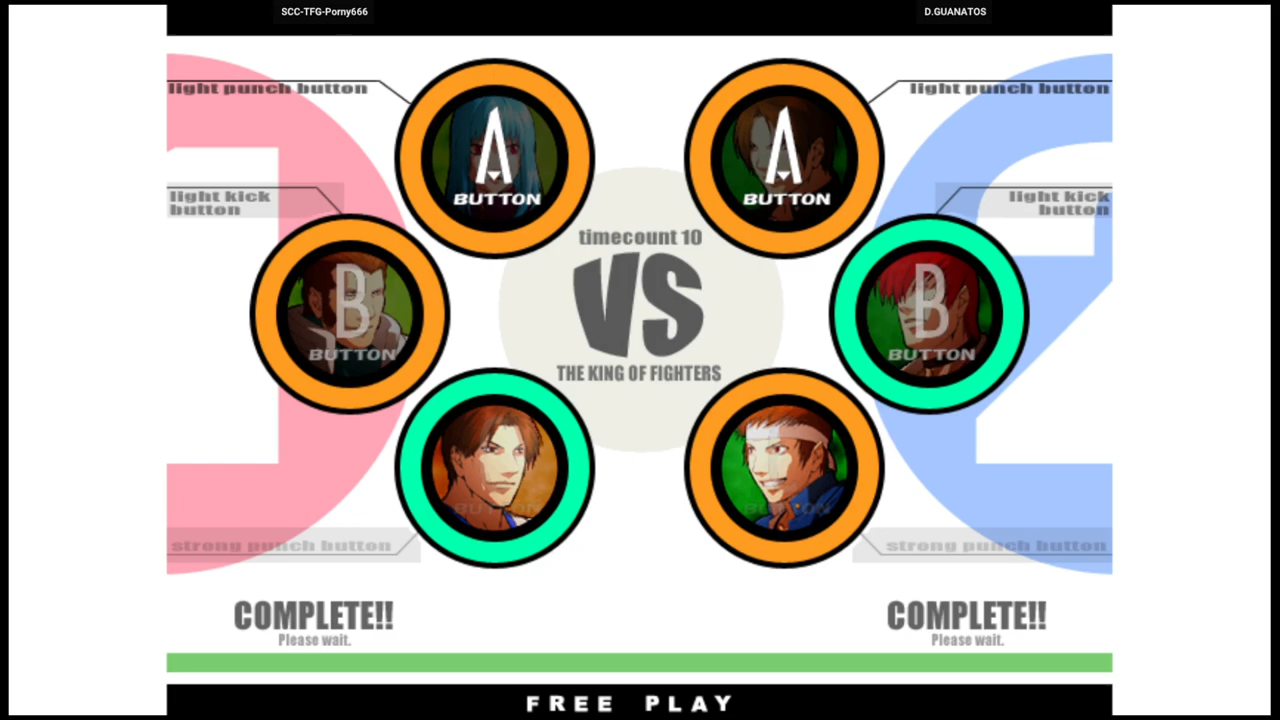 SCC-TFG-Porny666
D.GUANATOS
light punch button
light punch button
A
BUTTON
A
BUTTON
light kick
button
light kick
button
timecount 10
VS
THE KING OF FIGHTERS
B
BUTTON
B
BUTTON
BUTTON
BUTTON
strong punch button
strong punch button
COMPLETE!!
Please wait.
COMPLETE!!
Please wait.
FREE PLAY